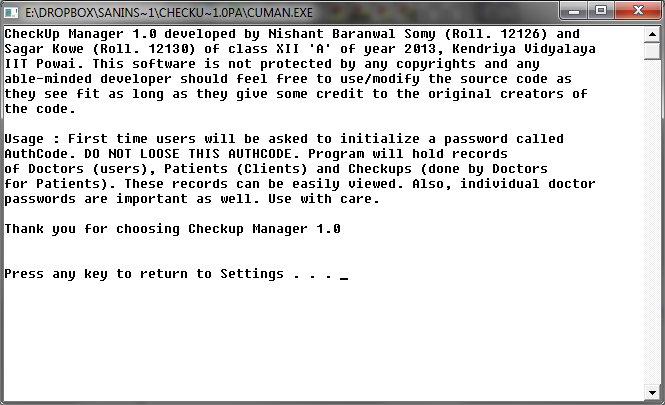 E:\DROPBOX\SANINS~1\CHECKU~1.0PA\CUMAN.EXE
CheckUp Manager 1.0 developed by Nishant Baranwal Somy (Roll. 12126) and
Sagar Kowe (Roll. 12130) of class XII 'A' of year 2013, Kendriya Vidyalaya
IIT Powai. This software is not protected by any copyrights and any
able-minded developer should feel free to use/modify the source code as
they see fit as long as they give some credit to the original creators of
the code.
Usage : First time users will be asked to initialize a password called
AuthCode. DO NOT LOOSE THIS AUTHCODE. Program will hold records
of Doctors (users), Patients (Clients) and Checkups (done by Doctors
for Patients). These records can be easily viewed. Also, individual doctor
passwords are important as well. Use with care.
Thank you for choosing Checkup Manager 1.0
Press any key to return to Settings . . . _